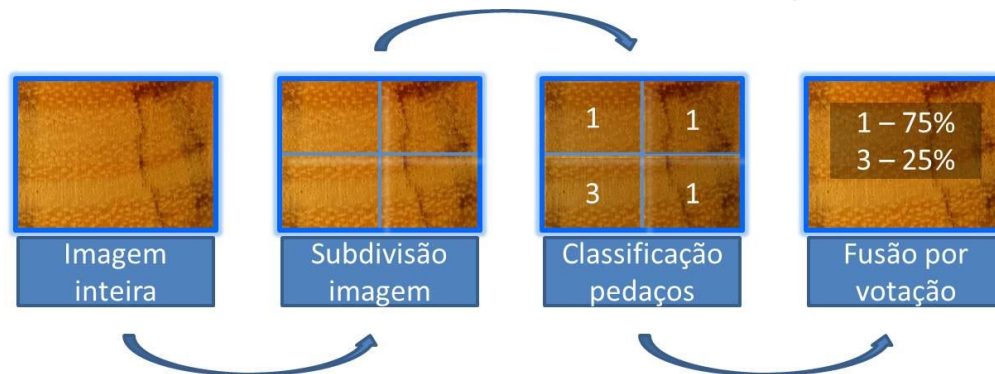 1
1
3
1
1 – 75%
3 – 25%
Imagem
inteira
Subdivisão
imagem
Classificação
pedaços
Fusão por
votação